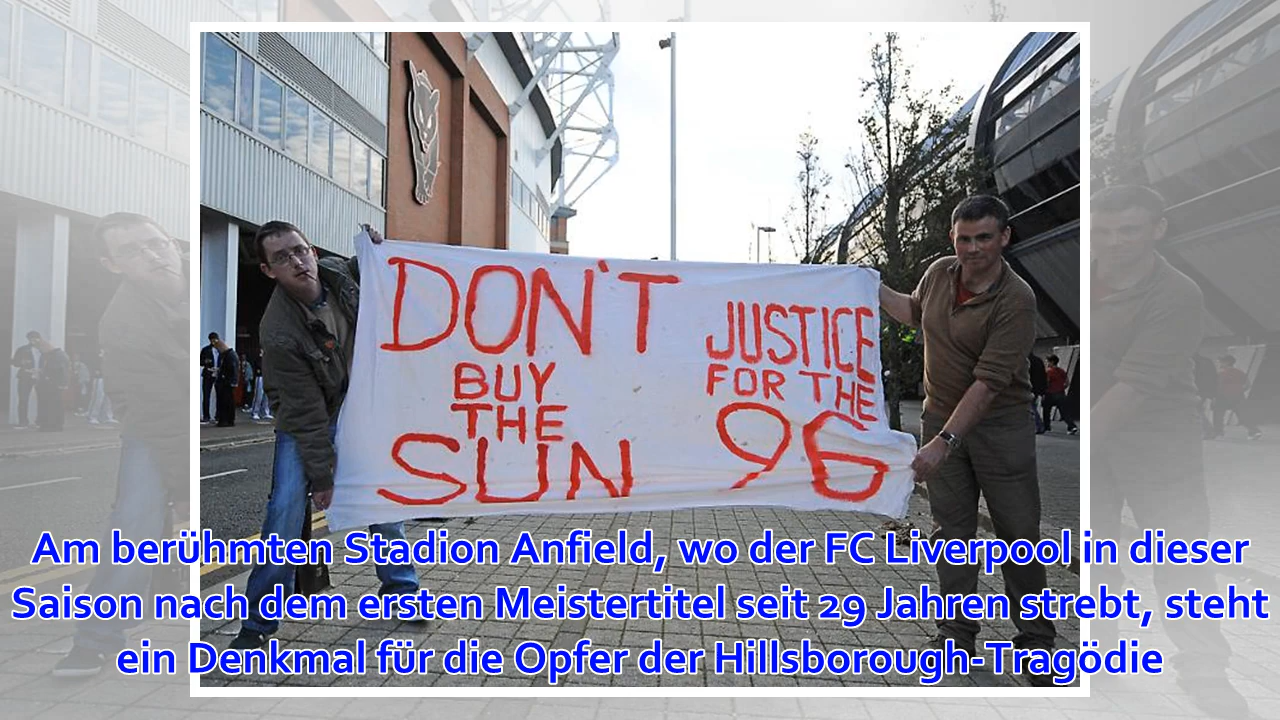 DON'T
BUY
THE
SUN
JUSTICE
FOR THE
96
Am berühmten Stadion Anfield, wo der FC Liverpool in dieser
Saison nach dem ersten Meistertitel seit 29 Jahren strebt, steht
ein Denkmal für die Opfer der Hillsborough-Tragödie